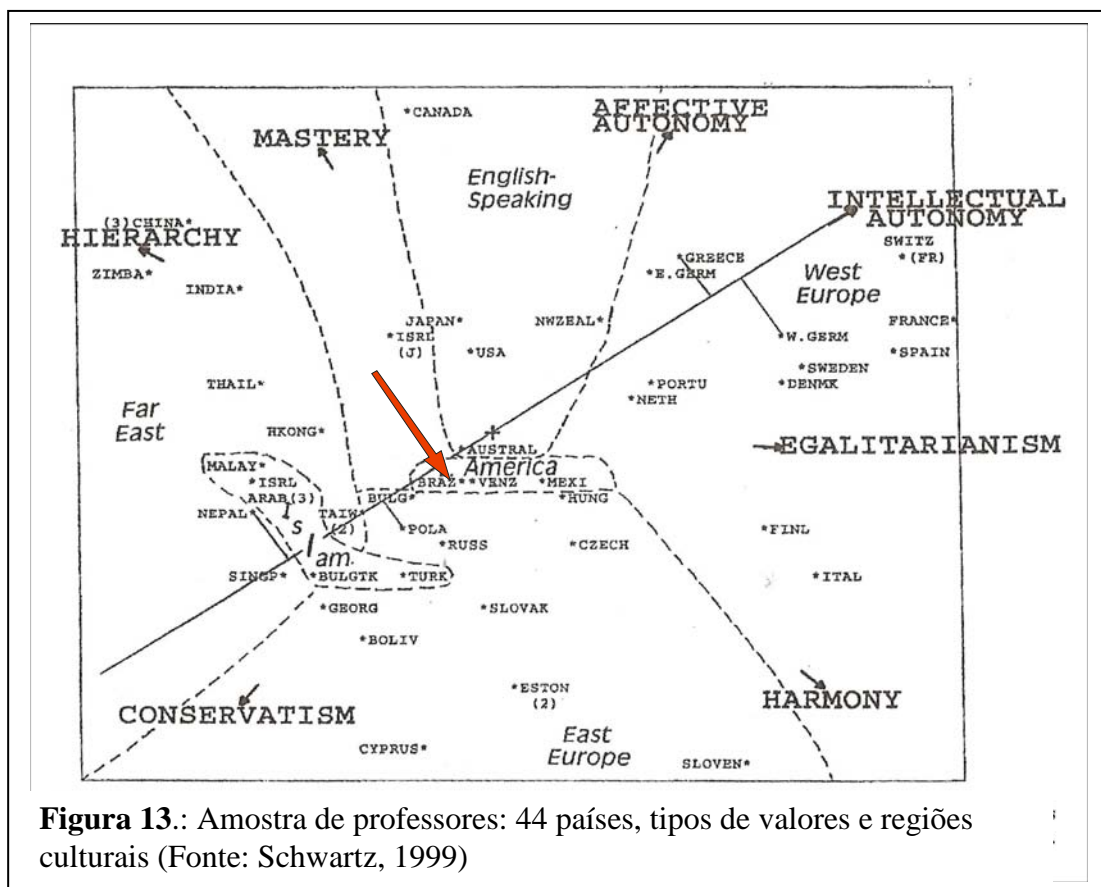 *CANADA
AFFECTIVE
AUTONOMY
MASTERY
English-
Speaking
INTELLECTUAL
AUTONOMY
(3)CHINA*
HIERARCHY
SWITZ
*(FR)
*GREECE
*E.GERM
West
Europe
ZIMBA*
INDIA*
JAPAN*
NWZEAL*
FRANCE*
*ISRL
(J)
*USA
*W.GERM
*SPAIN
*SWEDEN
THAIL*
*PORTU
*DENMK
*NETH
Far
East
HKONG*
*AUSTRAL
EGALITARIANISM
America
MALAY*
*ISRL
ARAB(3)
BRAZ*
*VENZ
*MEXI
BULG*
*HUNG
NEPAL*
TAIW*
(2)
Islam
*POLA
*FINL
*RUSS
*CZECH
SINGP*
*BULGTK
*TURK
*ITAL
*GEORG
*SLOVAK
*BOLIV
CONSERVATISM
*ESTON
(2)
HARMONY
CYPRUS*
East
Europe
SLOVEN*
Figura 13.: Amostra de professores: 44 países, tipos de valores e regiões
culturais (Fonte: Schwartz, 1999)